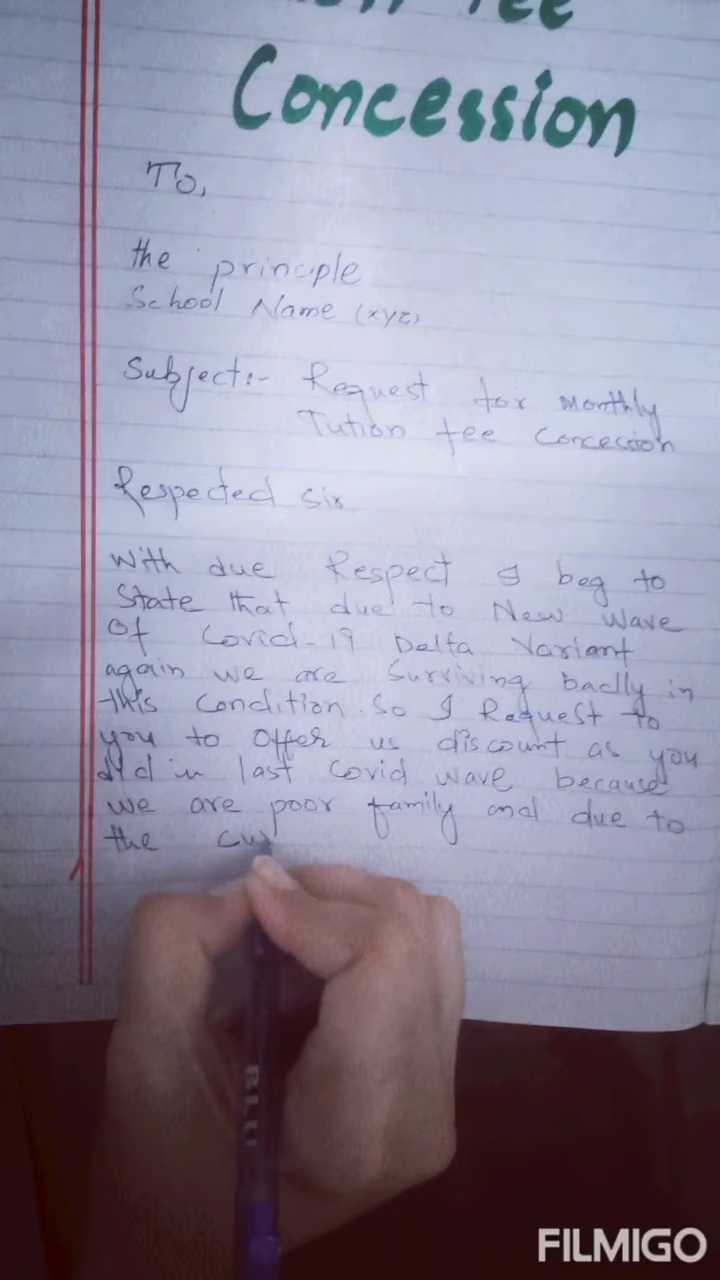 Fee
Concession
To,
the principle
School Name (xyz)
Subject:- Request for Monthly
Tution fee Concession
Respected Sir
With due Respect I beg to
State that due to New Wave
Of Covid-19 Delta Variant
again we are Surviving badly in
this Condition. So I Request to
you to Offer us discount as you
did in last Covid wave because
we are poor family and due to
the cu
BLU
FILMIGO